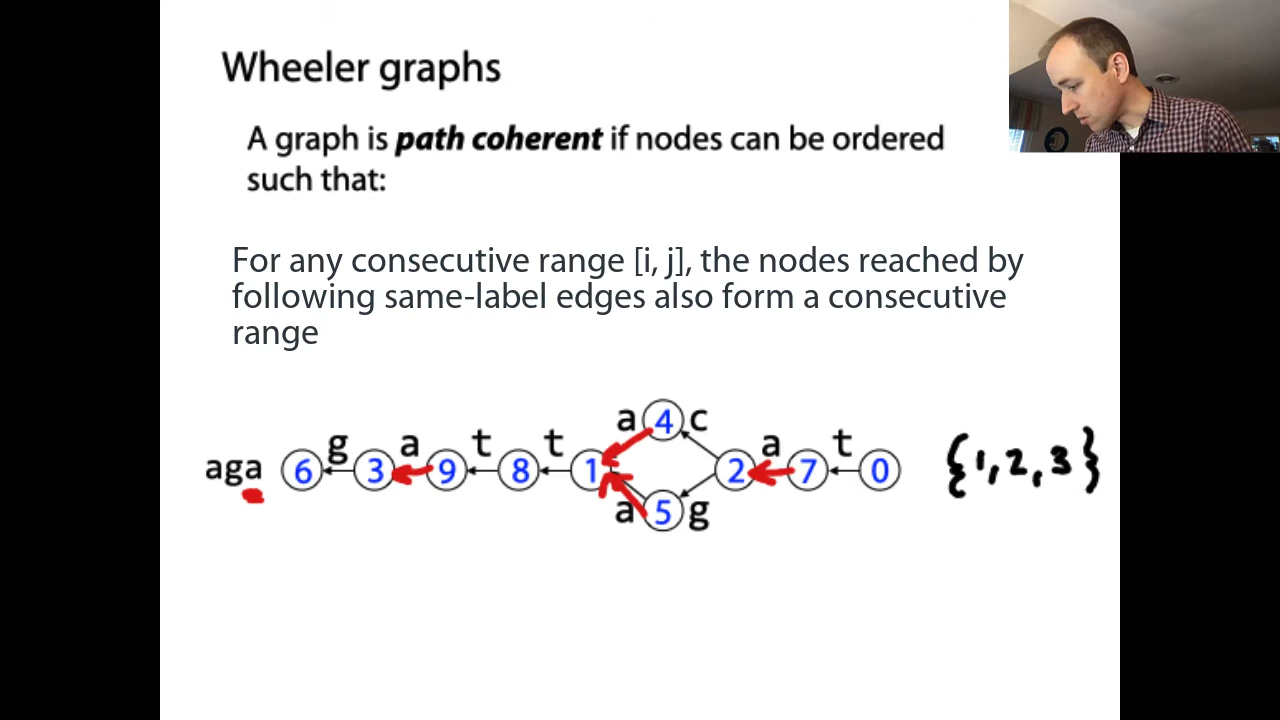 Wheeler graphs
A graph is path coherent if nodes can be ordered
such that:
For any consecutive range [i, j], the nodes reached by
following same-label edges also form a consecutive
range
a 4 c
aga 6 g 3 a 9 t 8 t 1 2 a 7 t 0 {1,2,3}
a 5 g